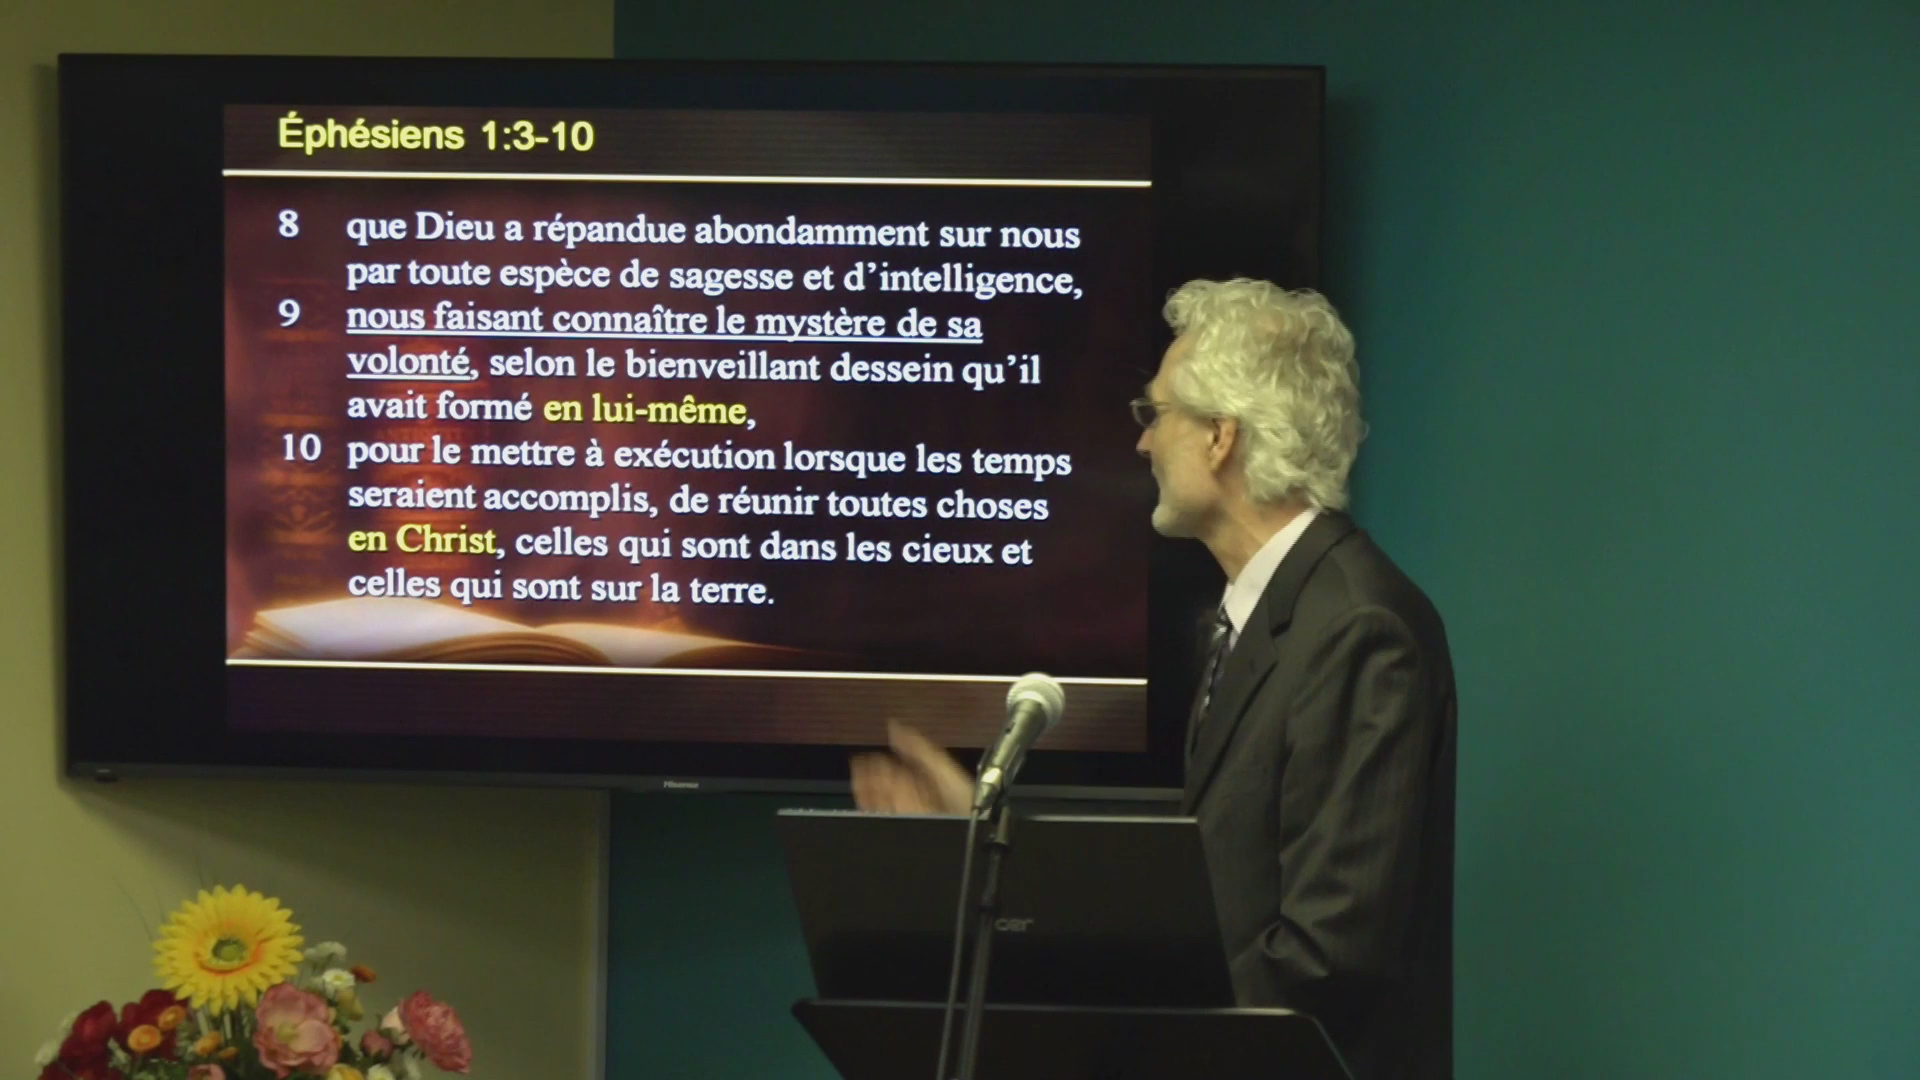 Éphésiens 1:3-10
8 que Dieu a répandue abondamment sur nous
par toute espèce de sagesse et d’intelligence,
9 nous faisant connaître le mystère de sa
volonté, selon le bienveillant dessein qu’il
avait formé en lui-même,
10 pour le mettre à exécution lorsque les temps
seraient accomplis, de réunir toutes choses
en Christ, celles qui sont dans les cieux et
celles qui sont sur la terre.
Hisense
acer